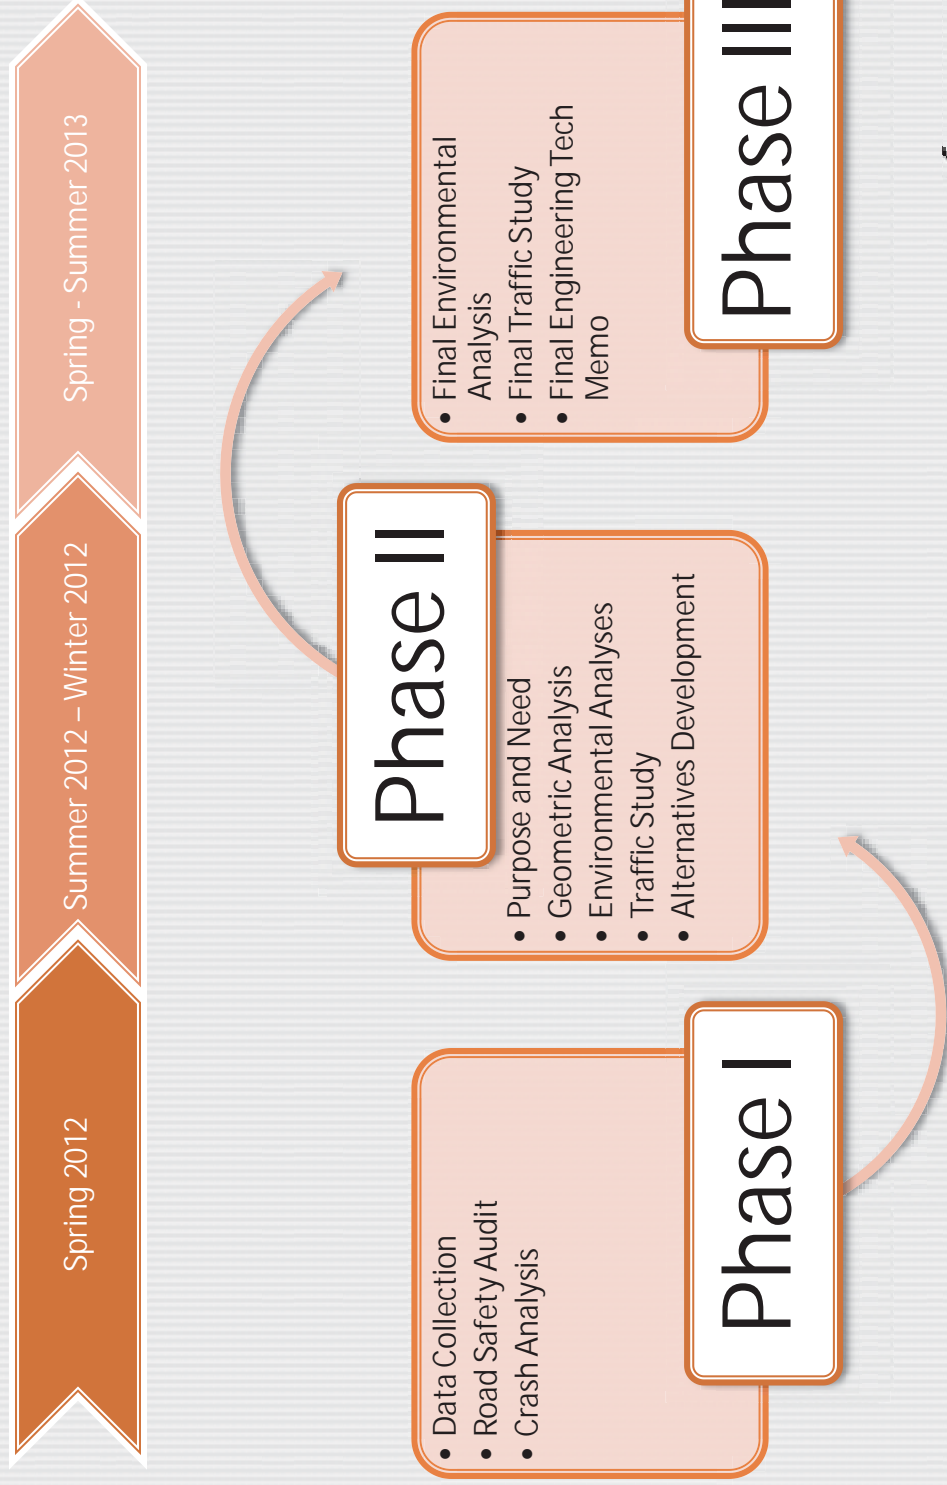 Spring 2012
Summer 2012 – Winter 2012
Spring - Summer 2013
• Data Collection
• Road Safety Audit
• Crash Analysis
Phase I
Phase II
• Purpose and Need
• Geometric Analysis
• Environmental Analyses
• Traffic Study
• Alternatives Development
• Final Environmental
Analysis
• Final Traffic Study
• Final Engineering Tech
Memo
Phase III